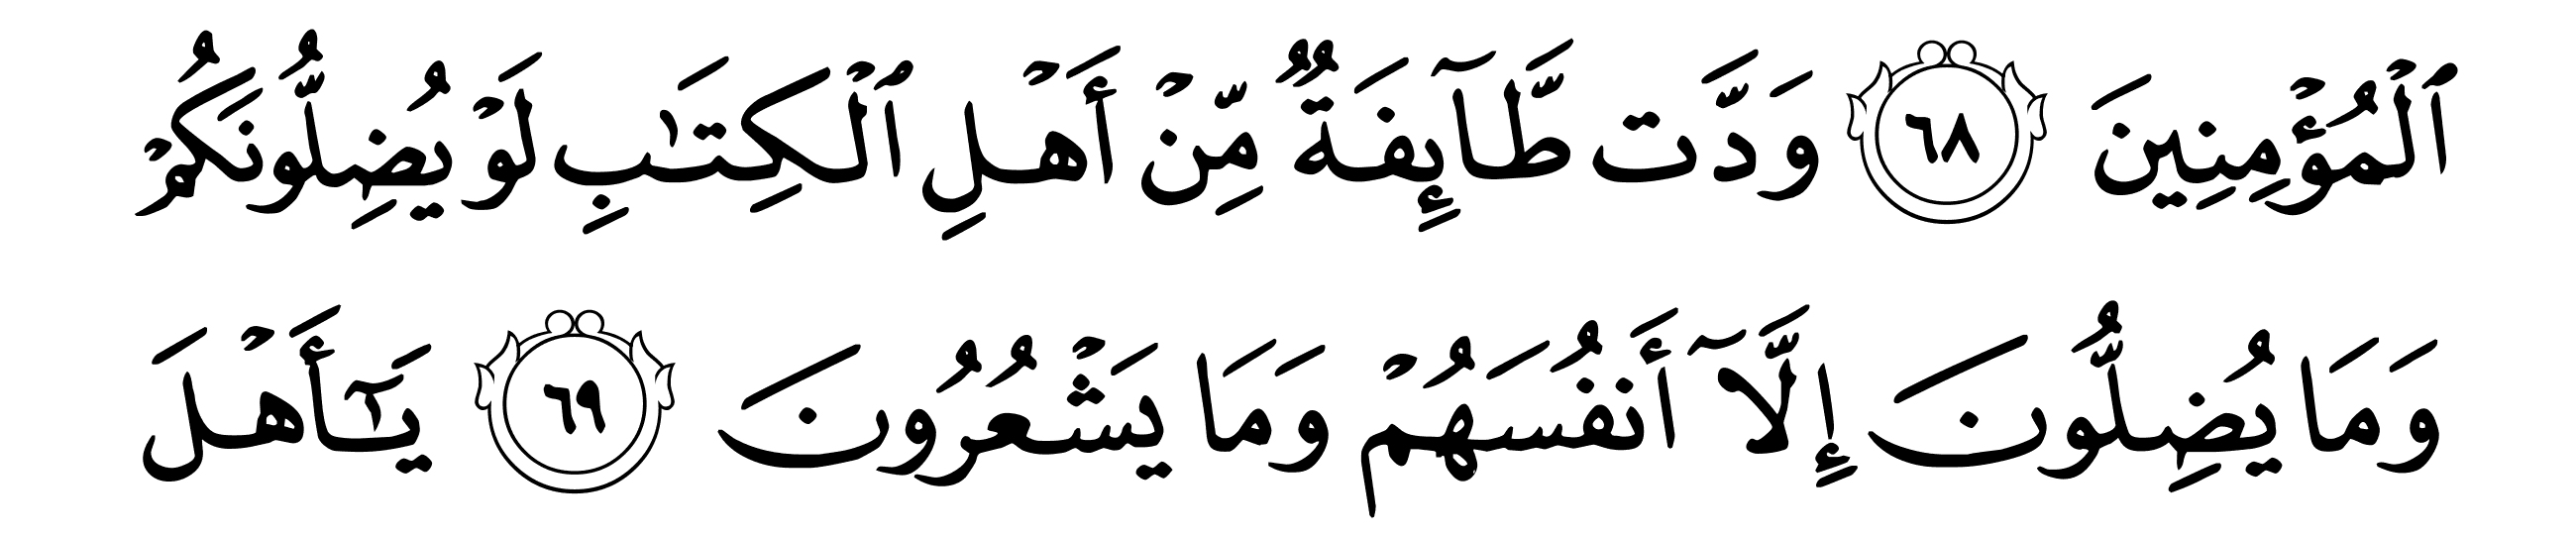 ٱلْمُؤْمِنِينَ ٦٨ وَدَّت طَّآئِفَةٌ مِّنْ أَهْلِ ٱلْكِتَـٰبِ لَوْ يُضِلُّونَكُمْ
وَمَا يُضِلُّونَ إِلَّآ أَنفُسَهُمْ وَمَا يَشْعُرُونَ ٦٩ يَـٰٓأَهْلَ